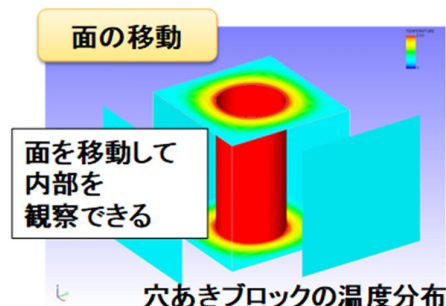 面の移動
面を移動して
内部を
観察できる
穴あきブロックの温度分布